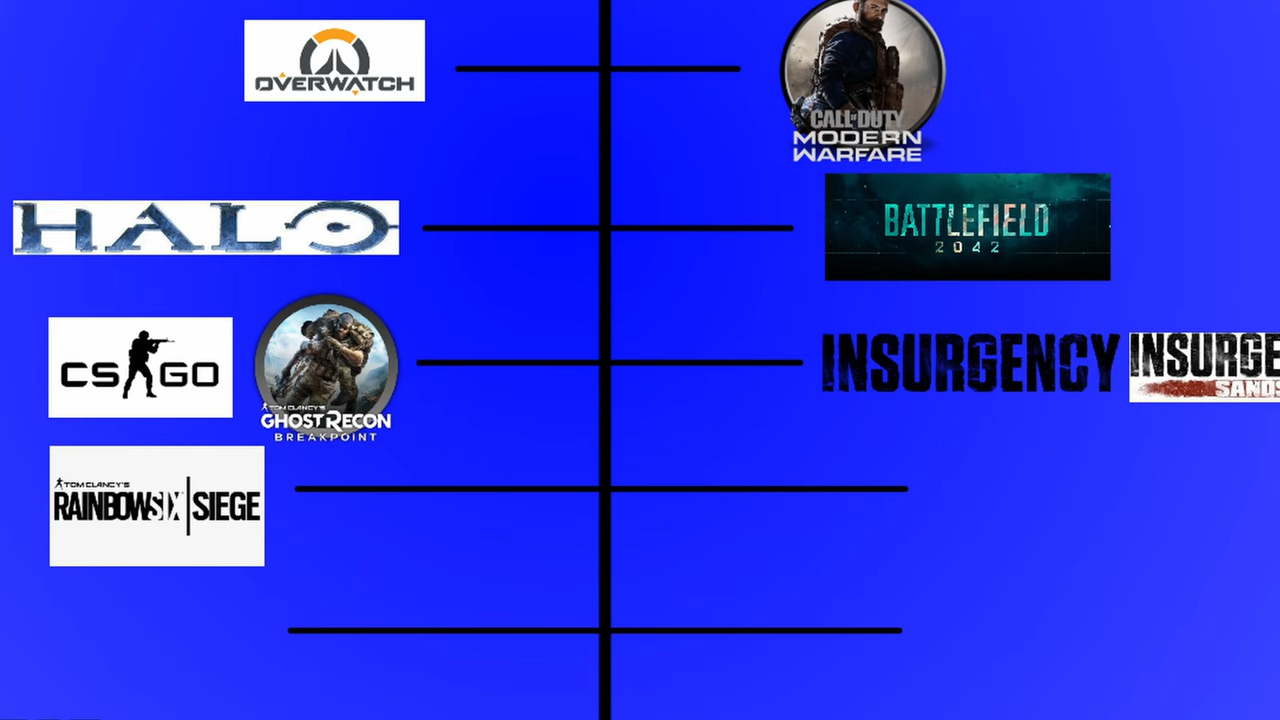 OVERWATCH
CALL OF DUTY
MODERN
WARFARE
HALO
BATTLEFIELD
2042
CS GO
TOM CLANCY'S
GHOST RECON
BREAKPOINT
INSURGENCY
INSURGE
SANDS
TOM CLANCY'S
RAINBOW SIX SIEGE